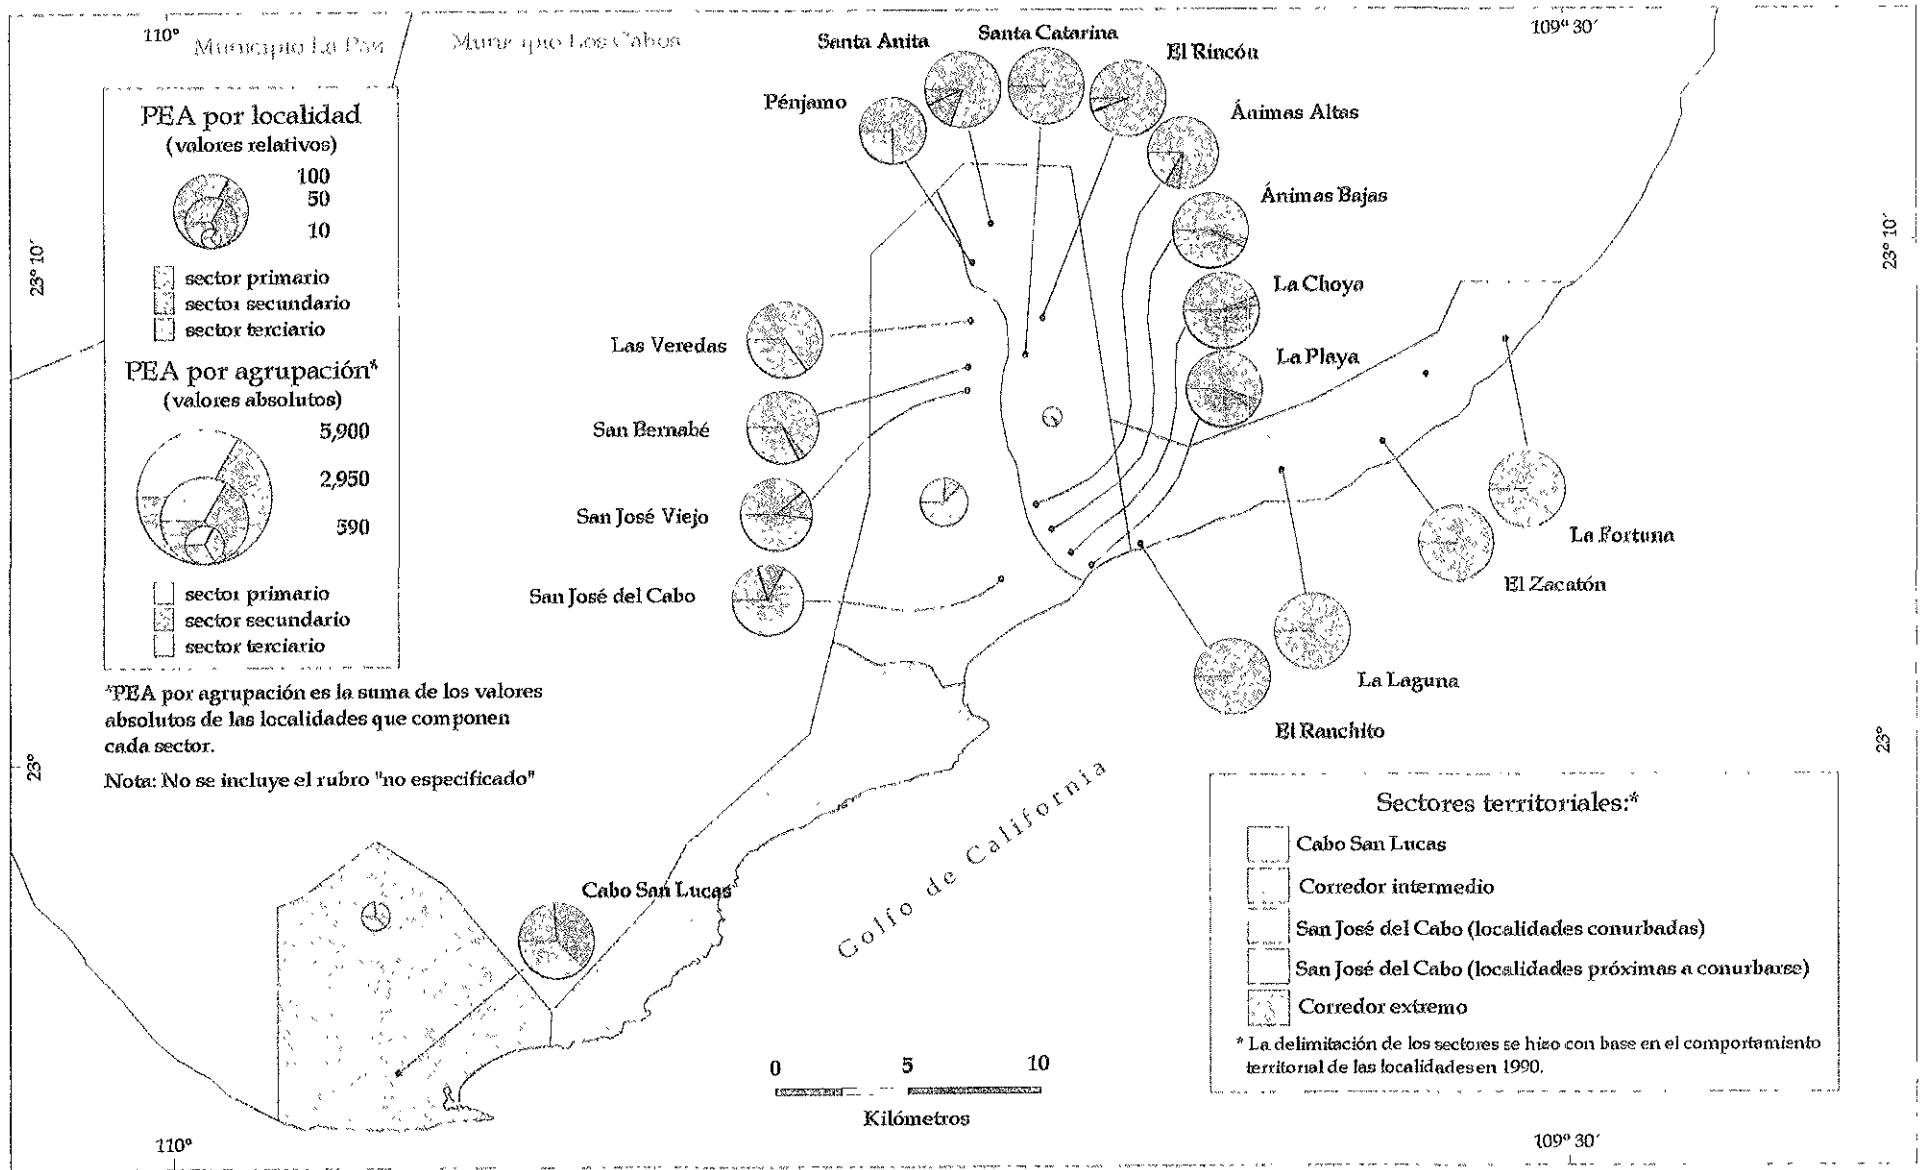 110°
Municipio La Paz
Municipio Los Cabos
109° 30´
Santa Anita
Santa Catarina
El Rincón
Pénjamo
Ánimas Altas
Ánimas Bajas
La Choya
La Playa
PEA por localidad
(valores relativos)
100
50
10
sector primario
sector secundario
sector terciario
PEA por agrupación*
(valores absolutos)
5,900
2,950
590
sector primario
sector secundario
sector terciario
*PEA por agrupación es la suma de los valores
absolutos de las localidades que componen
cada sector.
Nota: No se incluye el rubro "no especificado"
23° 10´
23° 10´
23°
23°
Las Veredas
San Bernabé
San José Viejo
San José del Cabo
La Fortuna
El Zacatón
La Laguna
El Ranchito
Cabo San Lucas
Golfo de California
Sectores territoriales:*
Cabo San Lucas
Corredor intermedio
San José del Cabo (localidades conurbadas)
San José del Cabo (localidades próximas a conurbarse)
Corredor extremo
* La delimitación de los sectores se hizo con base en el comportamiento
territorial de las localidades en 1990.
0 5 10
Kilómetros
110°
109° 30´